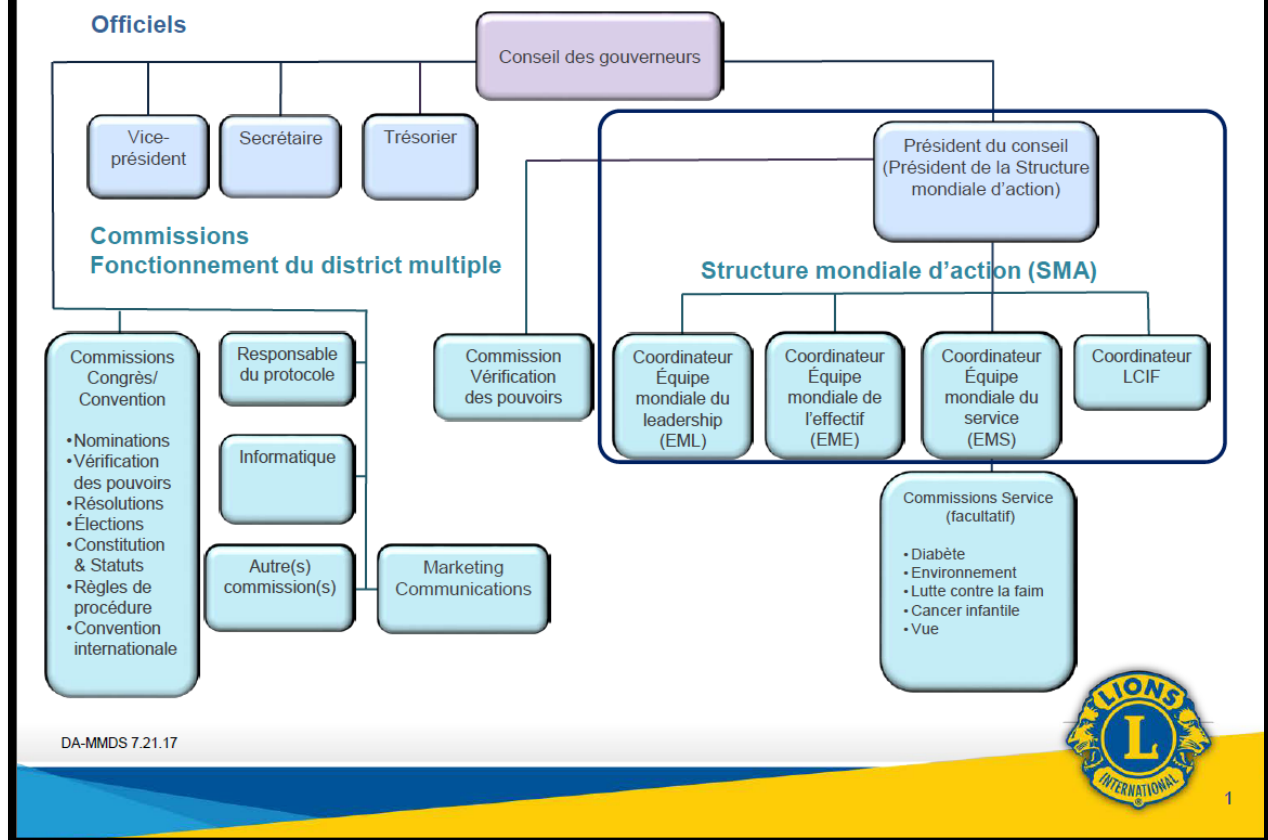 Officiels
Conseil des gouverneurs
Vice-
président
Secrétaire
Trésorier
Président du conseil
(Président de la Structure
mondiale d’action)
Commissions
Fonctionnement du district multiple
Structure mondiale d’action (SMA)
Commissions
Congrès/
Convention
•Nominations
•Vérification
des pouvoirs
•Résolutions
•Élections
•Constitution
& Statuts
•Règles de
procédure
•Convention
internationale
Responsable
du protocole
Informatique
Autre(s)
commission(s)
Marketing
Communications
Commission
Vérification
des pouvoirs
Coordinateur
Équipe
mondiale du
leadership
(EML)
Coordinateur
Équipe
mondiale de
l’effectif
(EME)
Coordinateur
Équipe
mondiale du
service
(EMS)
Coordinateur
LCIF
Commissions Service
(facultatif)
• Diabète
• Environnement
• Lutte contre la faim
• Cancer infantile
• Vue
DA-MMDS 7.21.17
LIONS
L
INTERNATIONAL
®
1